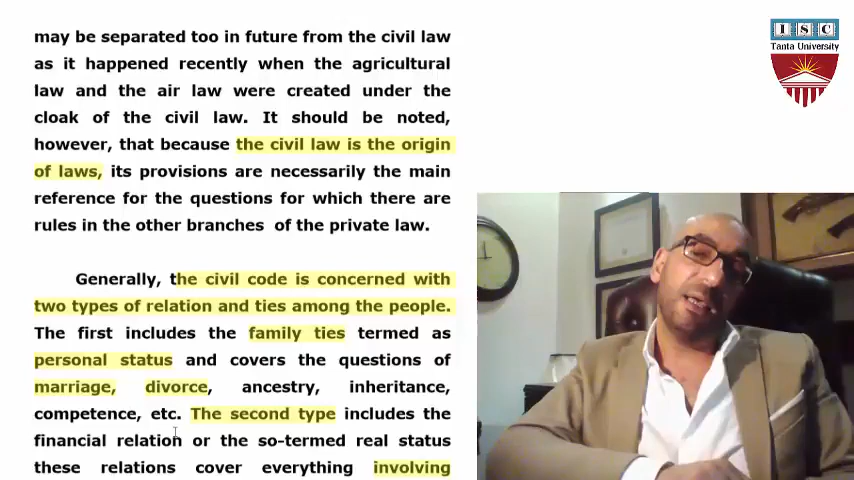 may be separated too in future from the civil law
as it happened recently when the agricultural
law and the air law were created under the
cloak of the civil law. It should be noted,
however, that because the civil law is the origin
of laws, its provisions are necessarily the main
reference for the questions for which there are
rules in the other branches of the private law.
Generally, the civil code is concerned with
two types of relation and ties among the people.
The first includes the family ties termed as
personal status and covers the questions of
marriage, divorce, ancestry, inheritance,
competence, etc. The second type includes the
financial relation or the so-termed real status
these relations cover everything involving
I S C
Tanta University